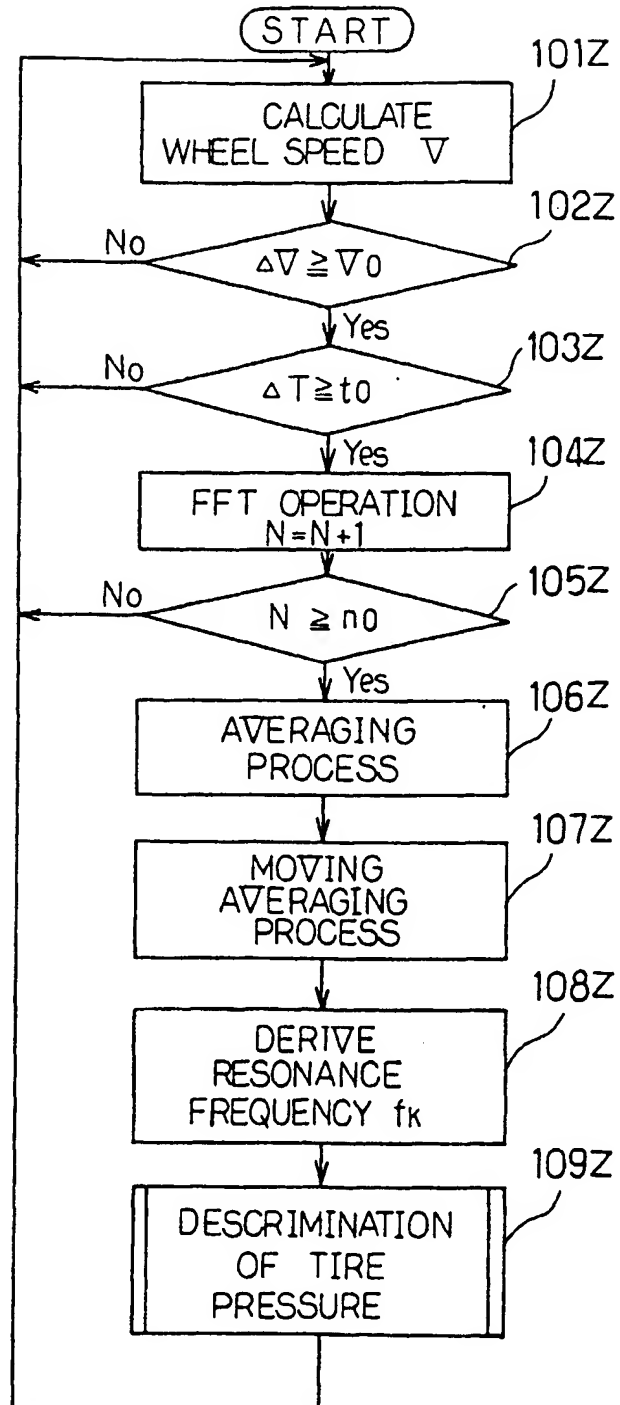 START
101Z
CALCULATE
WHEEL SPEED V
102Z
No
ΔV ≧ V0
Yes
103Z
No
ΔT ≧ t0
Yes
104Z
FFT OPERATION
N=N+1
105Z
No
N ≧ n0
Yes
106Z
AVERAGING
PROCESS
107Z
MOVING
AVERAGING
PROCESS
108Z
DERIVE
RESONANCE
FREQUENCY fK
109Z
DESCRIMINATION
OF TIRE
PRESSURE